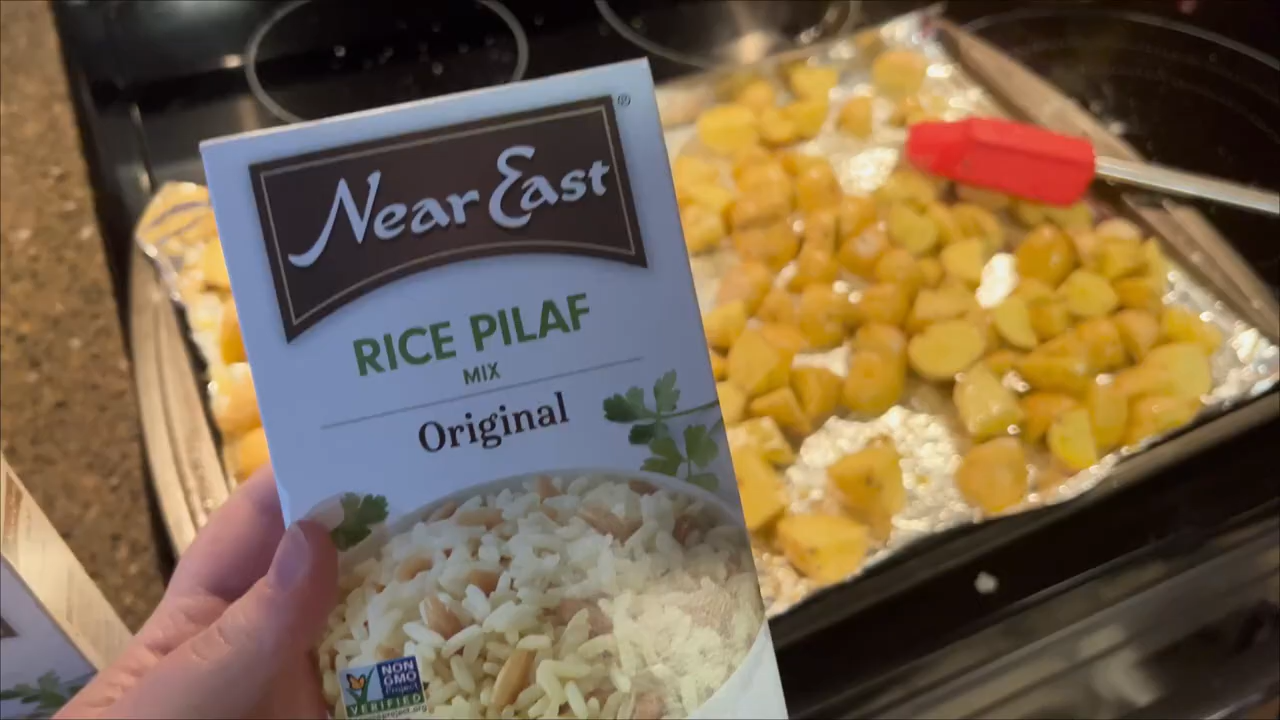 Near East®
RICE PILAF
MIX
Original
NON
GMO
Project
VERIFIED